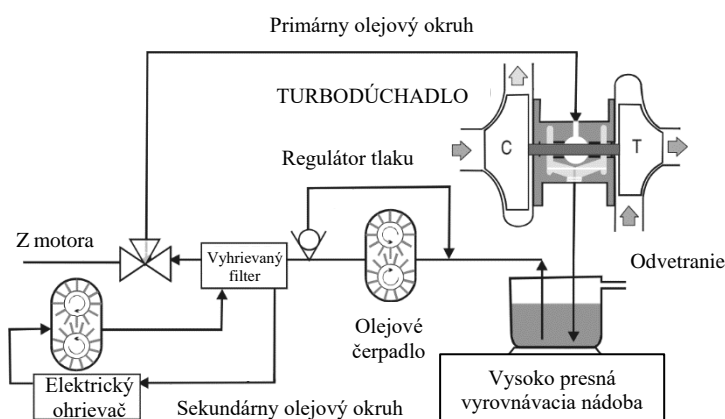 Primárny olejový okruh
TURBODÚCHADLO
C
T
Regulátor tlaku
Z motora
Vyhrievaný
filter
Odvetranie
Olejové
čerpadlo
Elektrický
ohrievač
Sekundárny olejový okruh
Vysoko presná
vyrovnávacia nádoba